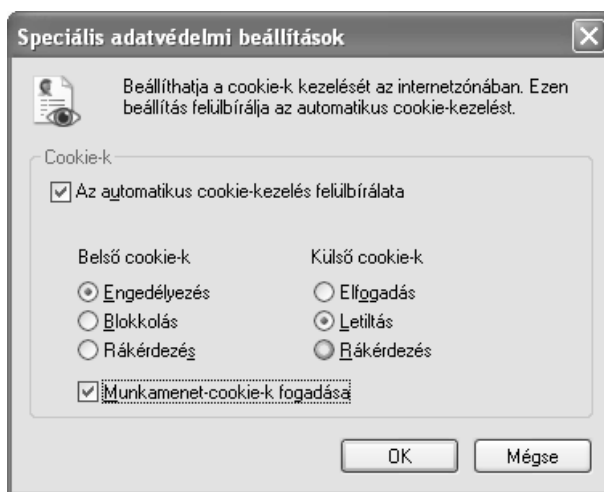 Speciális adatvédelmi beállítások
Beállíthatja a cookie-k kezelését az internetzónában. Ezen
beállítás felülbírálja az automatikus cookie-kezelést.
Cookie-k
Az automatikus cookie-kezelés felülbírálata
Belső cookie-k
Külső cookie-k
Engedélyezés
Elfogadás
Blokkolás
Letiltás
Rákérdezés
Rákérdezés
Munkamenet-cookie-k fogadása
OK
Mégse